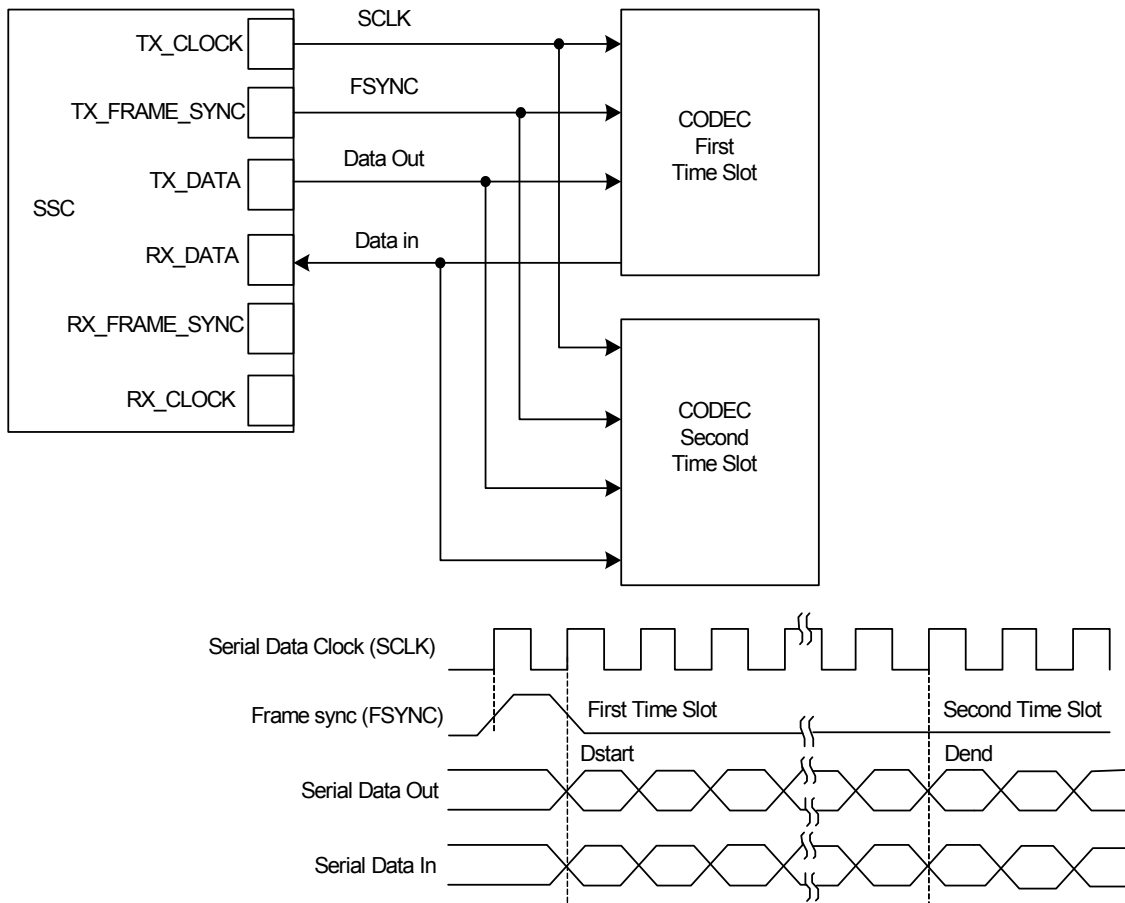 SCLK
TX_CLOCK
FSYNC
TX_FRAME_SYNC
CODEC
First
Time Slot
Data Out
TX_DATA
SSC
Data in
RX_DATA
RX_FRAME_SYNC
RX_CLOCK
CODEC
Second
Time Slot
Serial Data Clock (SCLK)
Frame sync (FSYNC)
First Time Slot
Second Time Slot
Dstart
Dend
Serial Data Out
Serial Data In